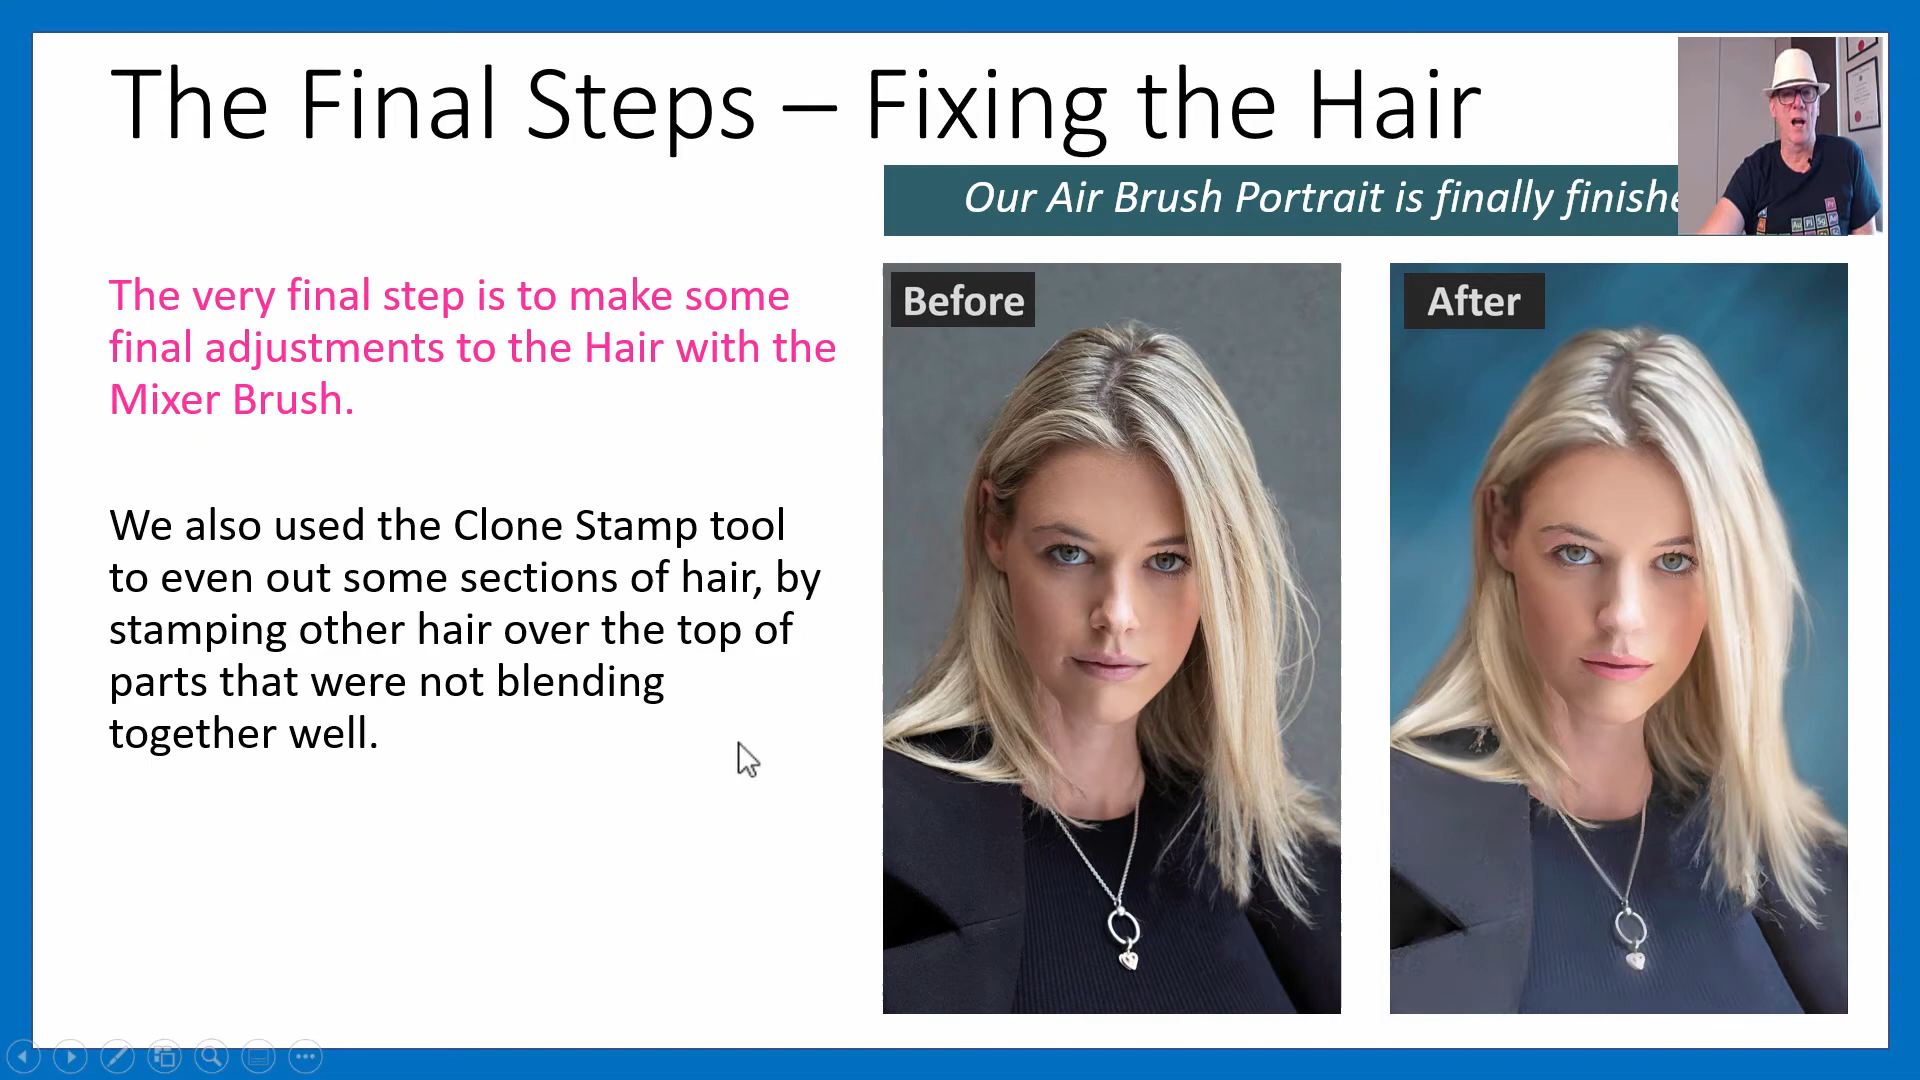 The Final Steps – Fixing the Hair
Our Air Brush Portrait is finally
The very final step is to make some
final adjustments to the Hair with the
Mixer Brush.
We also used the Clone Stamp tool
to even out some sections of hair, by
stamping other hair over the top of
parts that were not blending
together well.
Before
After